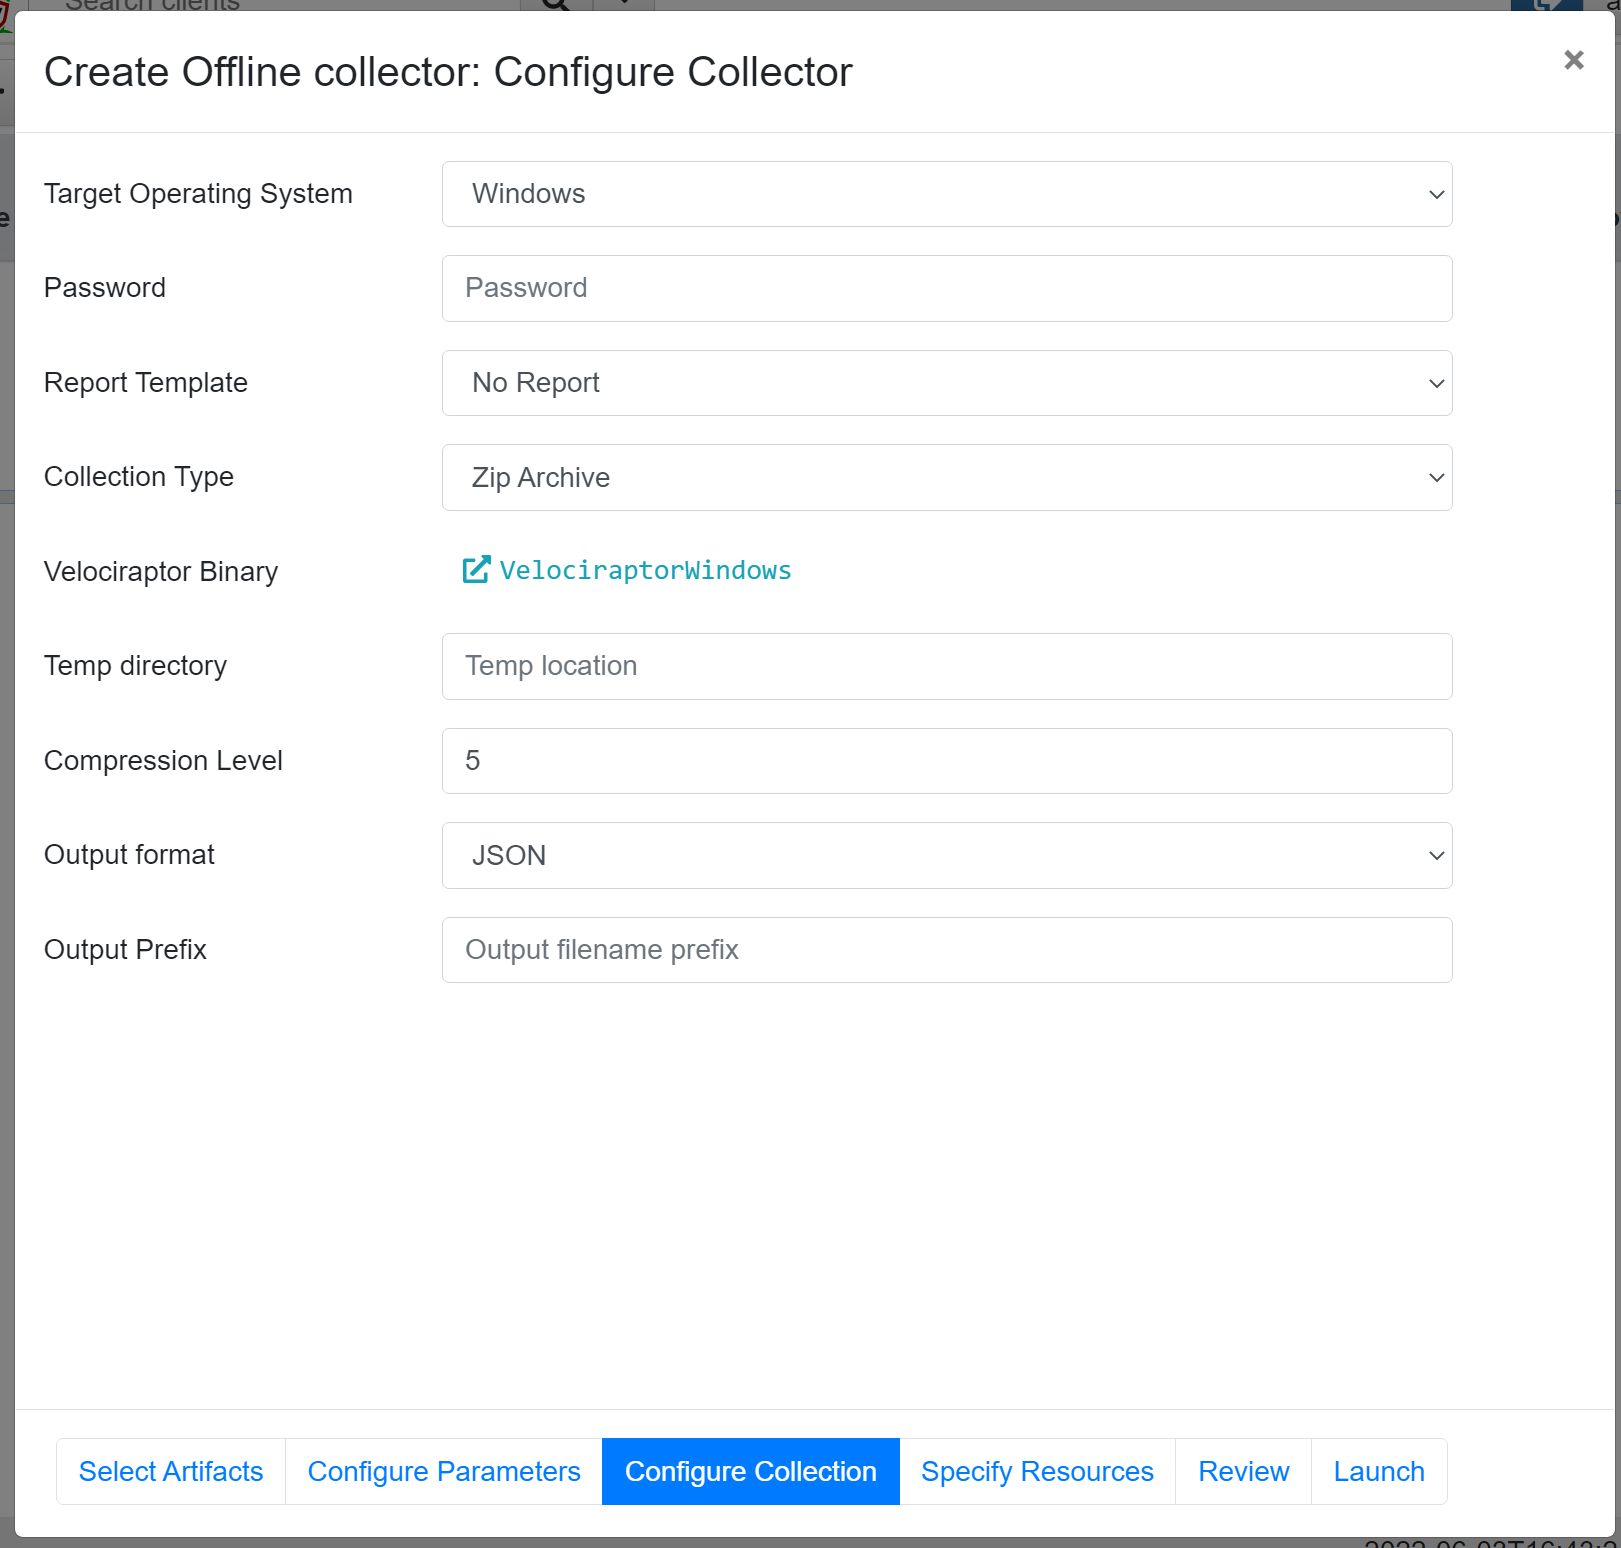 Search clients
Create Offline collector: Configure Collector
×
Target Operating System
Windows
Password
Password
Report Template
No Report
Collection Type
Zip Archive
Velociraptor Binary
VelociraptorWindows
Temp directory
Temp location
Compression Level
5
Output format
JSON
Output Prefix
Output filename prefix
Select Artifacts
Configure Parameters
Configure Collection
Specify Resources
Review
Launch